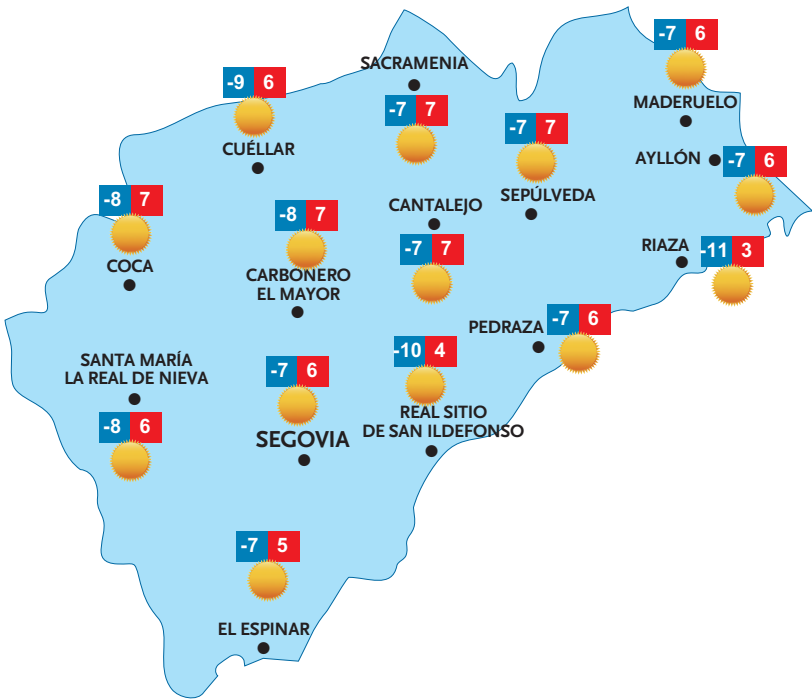 -7 6
MADERUELO
SACRAMENIA
-7 7
-9 6
CUÉLLAR
-7 7
SEPÚLVEDA
AYLLÓN
-7 6
-8 7
COCA
-8 7
CARBONERO
EL MAYOR
CANTALEJO
-7 7
RIAZA
-11 3
PEDRAZA
-7 6
SANTA MARÍA
LA REAL DE NIEVA
-8 6
-7 6
SEGOVIA
-10 4
REAL SITIO
DE SAN ILDEFONSO
-7 5
EL ESPINAR